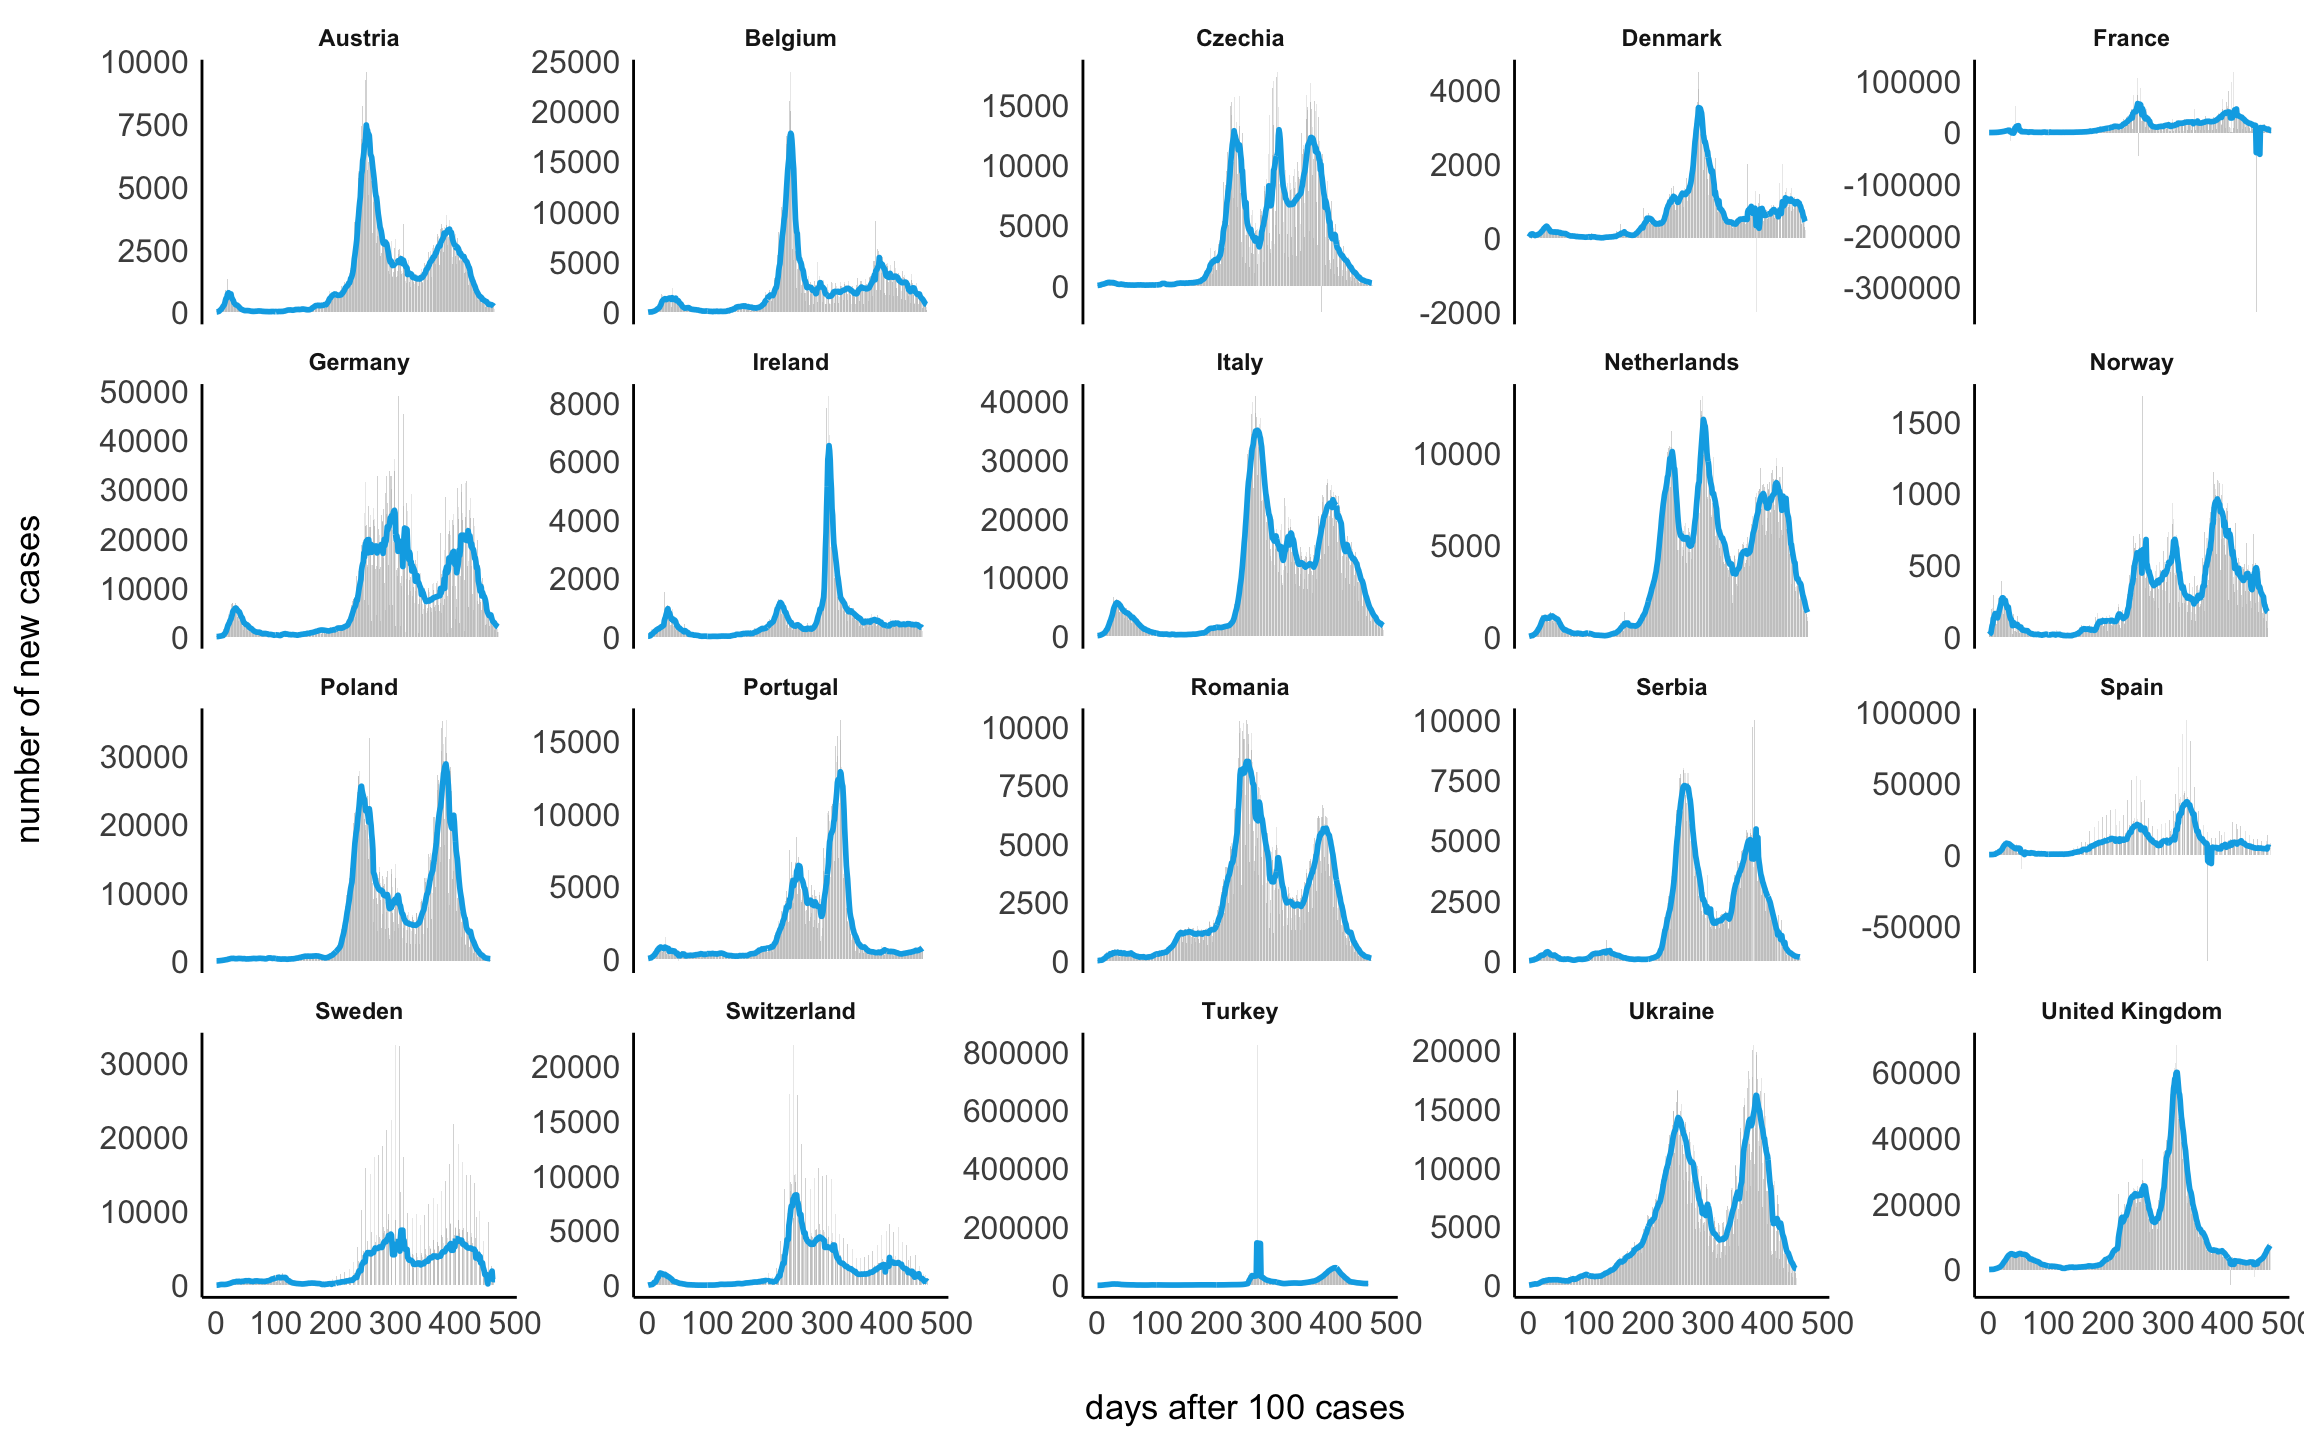 Austria Belgium Czechia Denmark France
10000 7500 5000 2500 0
25000 20000 15000 10000 5000 0
15000 10000 5000 0
4000 2000 0 -2000
100000 0 -100000 -200000 -300000
Germany Ireland Italy Netherlands Norway
50000 40000 30000 20000 10000 0
8000 6000 4000 2000 0
40000 30000 20000 10000 0
10000 5000 0
1500 1000 500 0
number of new cases
Poland Portugal Romania Serbia Spain
30000 20000 10000 0
15000 10000 5000 0
10000 7500 5000 2500 0
10000 7500 5000 2500 0
100000 50000 0 -50000
Sweden Switzerland Turkey Ukraine United Kingdom
30000 20000 10000 0
20000 15000 10000 5000 0
800000 600000 400000 200000 0
20000 15000 10000 5000 0
60000 40000 20000 0
0 100 200 300 400 500
0 100 200 300 400 500
0 100 200 300 400 500
0 100 200 300 400 500
0 100 200 300 400
days after 100 cases